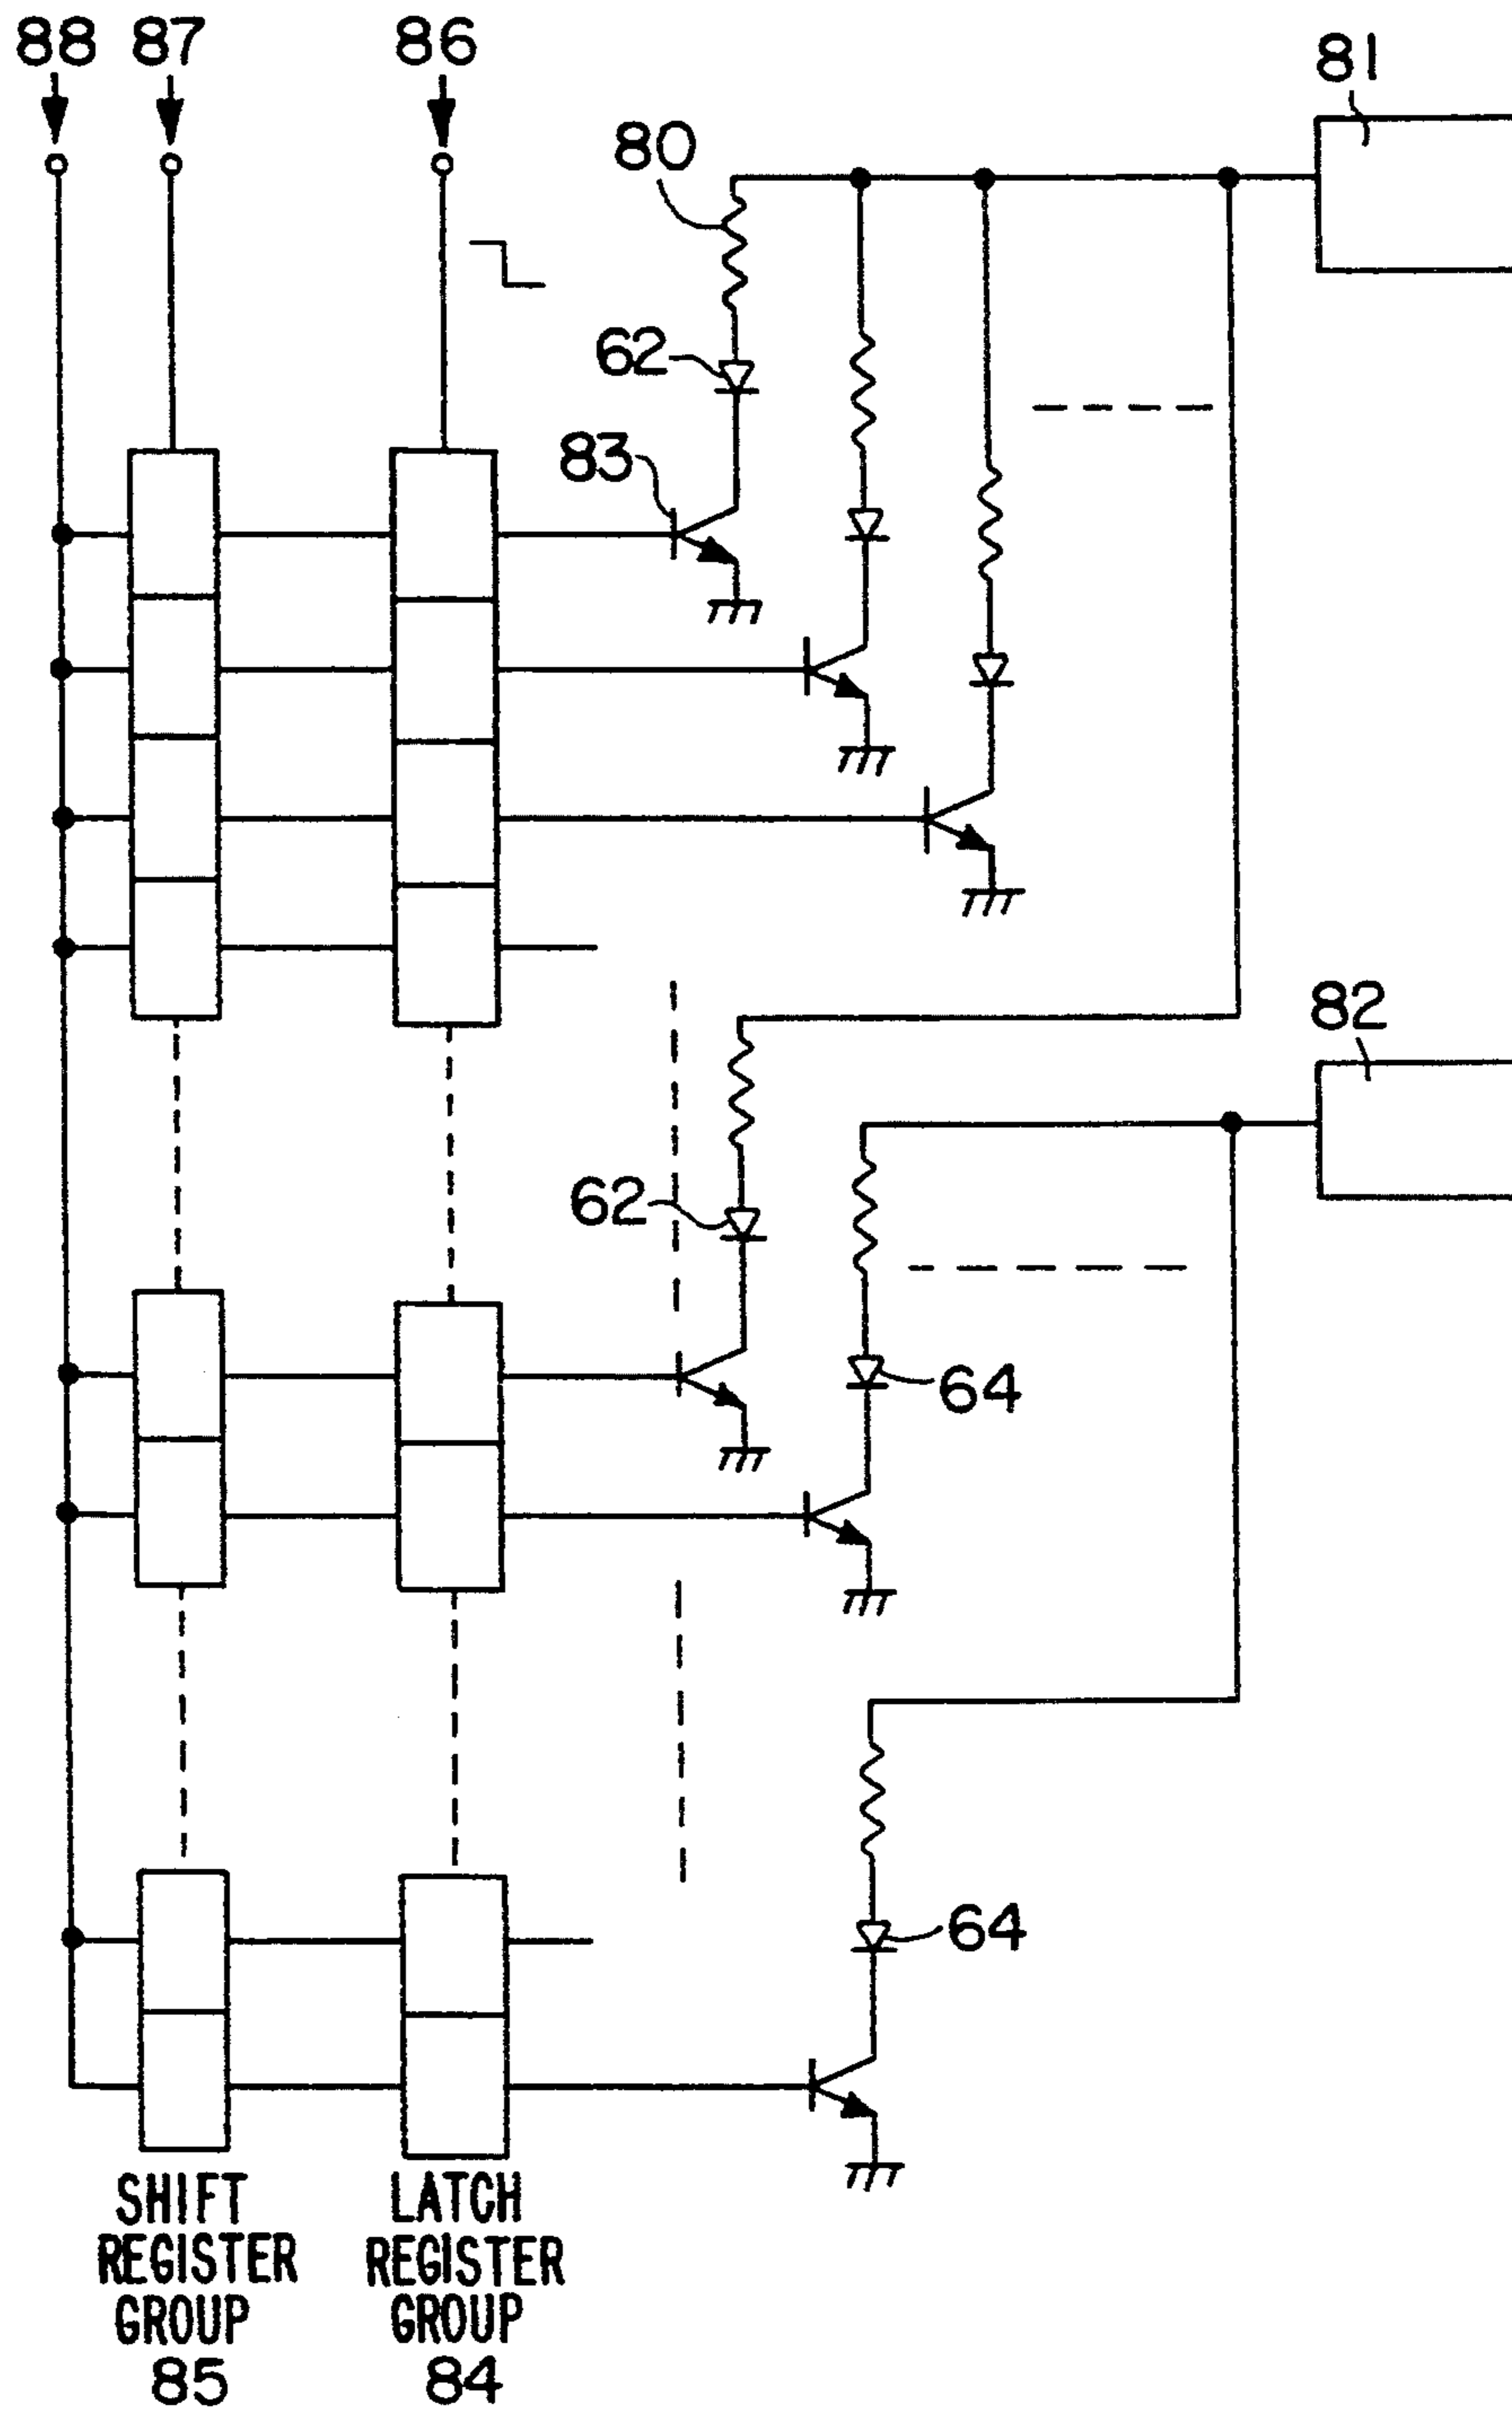 88 87 86
81
80
62
83
82
62
64
64
SHIFT
REGISTER
GROUP
85
LATCH
REGISTER
GROUP
84